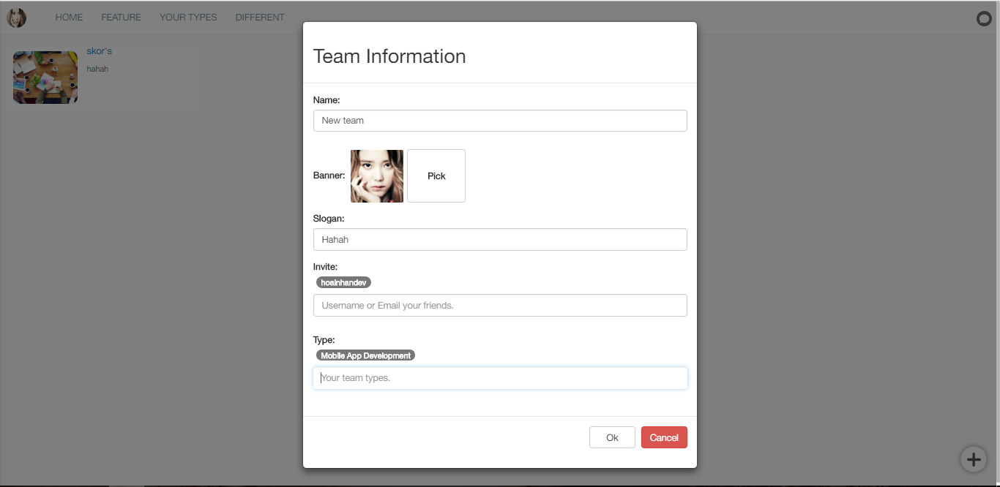 HOME FEATURE YOUR TYPES DIFFERENT
skor's
hahah
Team Information
Name:
New team
Banner:
Pick
Slogan:
Hahah
Invite:
hoainhandev
Username or Email your friends.
Type:
Mobile App Development
Your team types.
Ok Cancel